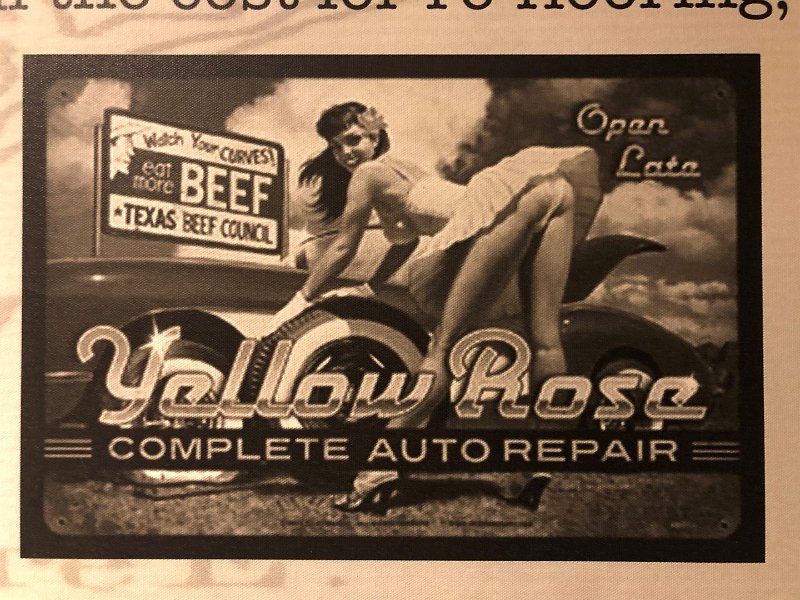 the cost for re-flooring,
Open
Late
Watch Your CURVES!
eat
more BEEF
★TEXAS BEEF COUNCIL
Yellow Rose
COMPLETE AUTO REPAIR